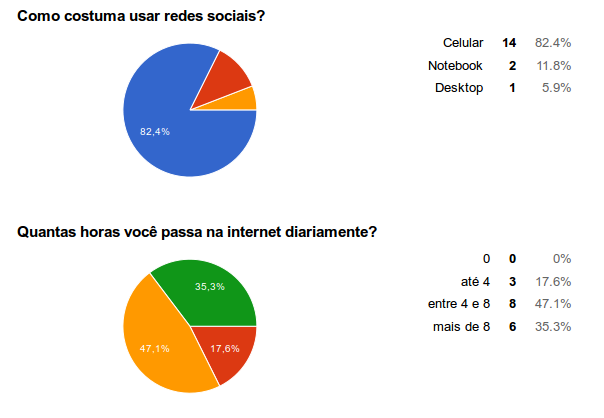 Como costuma usar redes sociais?
Celular 14 82.4%
Notebook 2 11.8%
Desktop 1 5.9%
82,4%
Quantas horas você passa na internet diariamente?
0 0 0%
até 4 3 17.6%
entre 4 e 8 8 47.1%
mais de 8 6 35.3%
35,3%
47,1%
17,6%